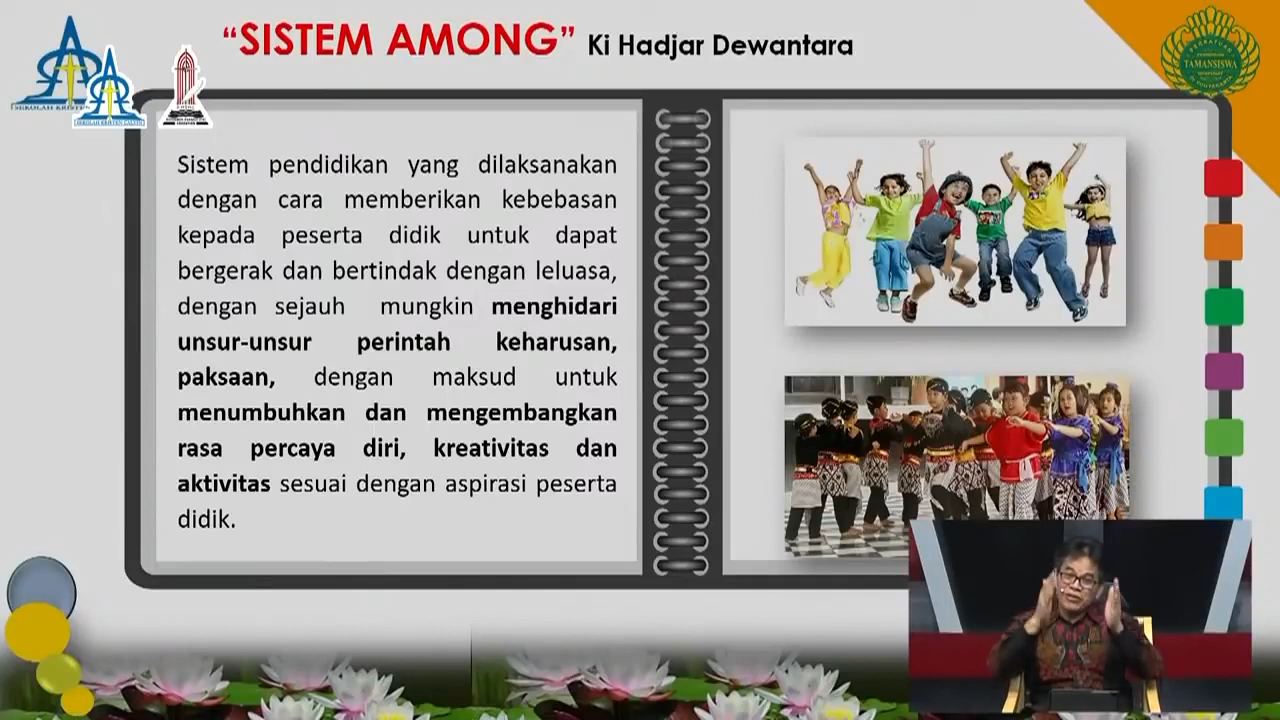 “SISTEM AMONG” Ki Hadjar Dewantara
TAMANSISWA
Sistem pendidikan yang dilaksanakan
dengan cara memberikan kebebasan
kepada peserta didik untuk dapat
bergerak dan bertindak dengan leluasa,
dengan sejauh mungkin menghidari
unsur-unsur perintah keharusan,
paksaan, dengan maksud untuk
menumbuhkan dan mengembangkan
rasa percaya diri, kreativitas dan
aktivitas sesuai dengan aspirasi peserta
didik.